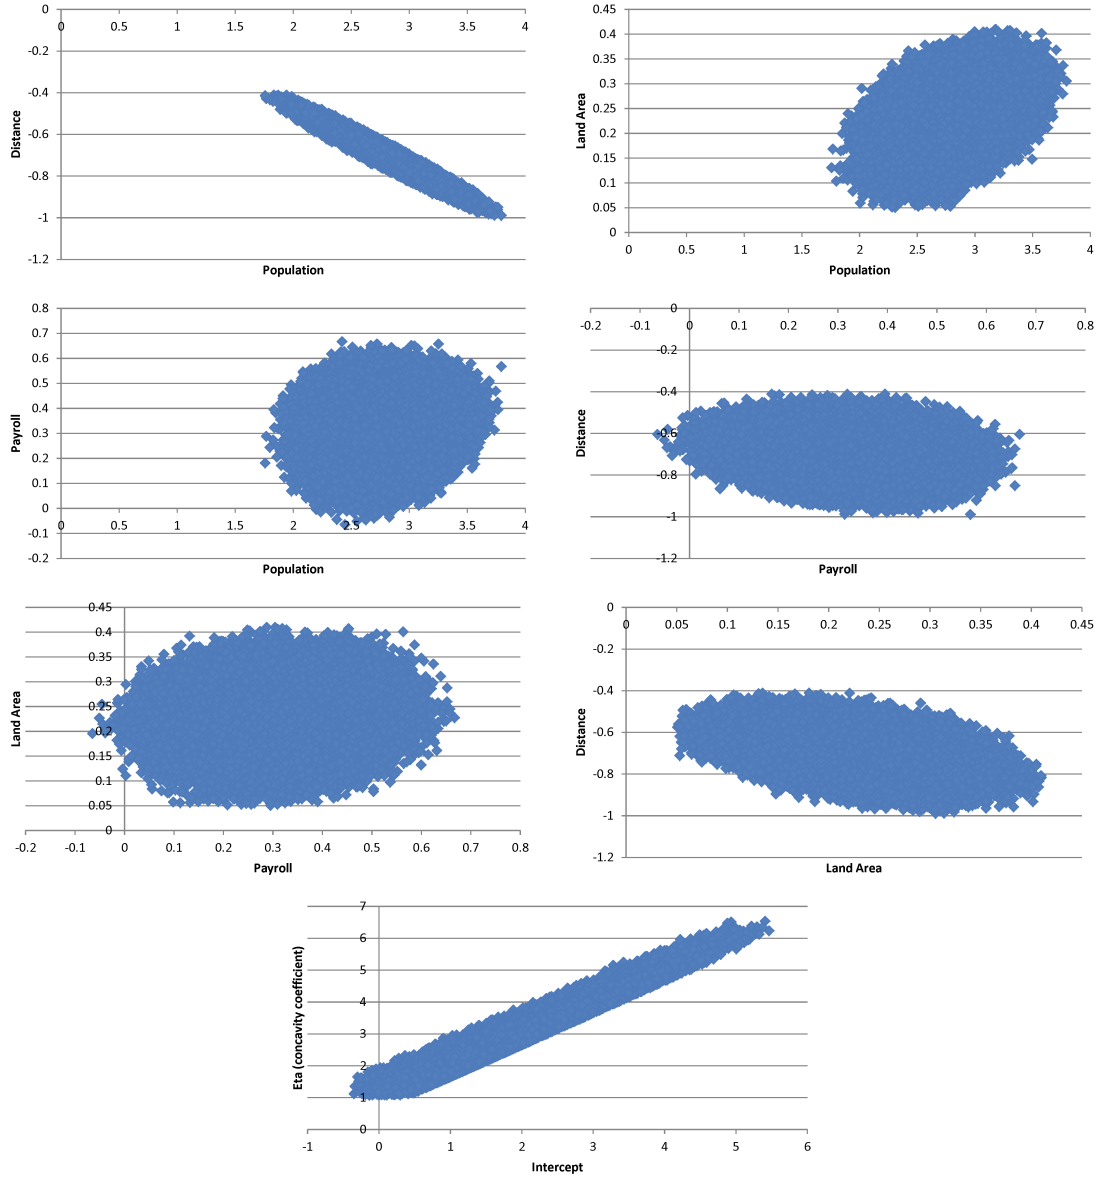 0
0 0.5 1 1.5 2 2.5 3 3.5 4
-0.2
-0.4
-0.6
-0.8
-1
-1.2
Distance
Population
0.45
0.4
0.35
0.3
0.25
0.2
0.15
0.1
0.05
0
0 0.5 1 1.5 2 2.5 3 3.5 4
Land Area
Population
0.8
0.7
0.6
0.5
0.4
0.3
0.2
0.1
0
0 0.5 1 1.5 2 2.5 3 3.5 4
-0.1
-0.2
Payroll
Population
0
-0.2 -0.1 0 0.1 0.2 0.3 0.4 0.5 0.6 0.7 0.8
-0.2
-0.4
-0.6
-0.8
-1
-1.2
Distance
Payroll
0.45
0.4
0.35
0.3
0.25
0.2
0.15
0.1
0.05
0
-0.2 -0.1 0 0.1 0.2 0.3 0.4 0.5 0.6 0.7 0.8
Land Area
Payroll
0
0 0.05 0.1 0.15 0.2 0.25 0.3 0.35 0.4 0.45
-0.2
-0.4
-0.6
-0.8
-1
-1.2
Distance
Land Area
7
6
5
4
3
2
1
0
-1 0 1 2 3 4 5 6
Eta (concavity coefficient)
Intercept